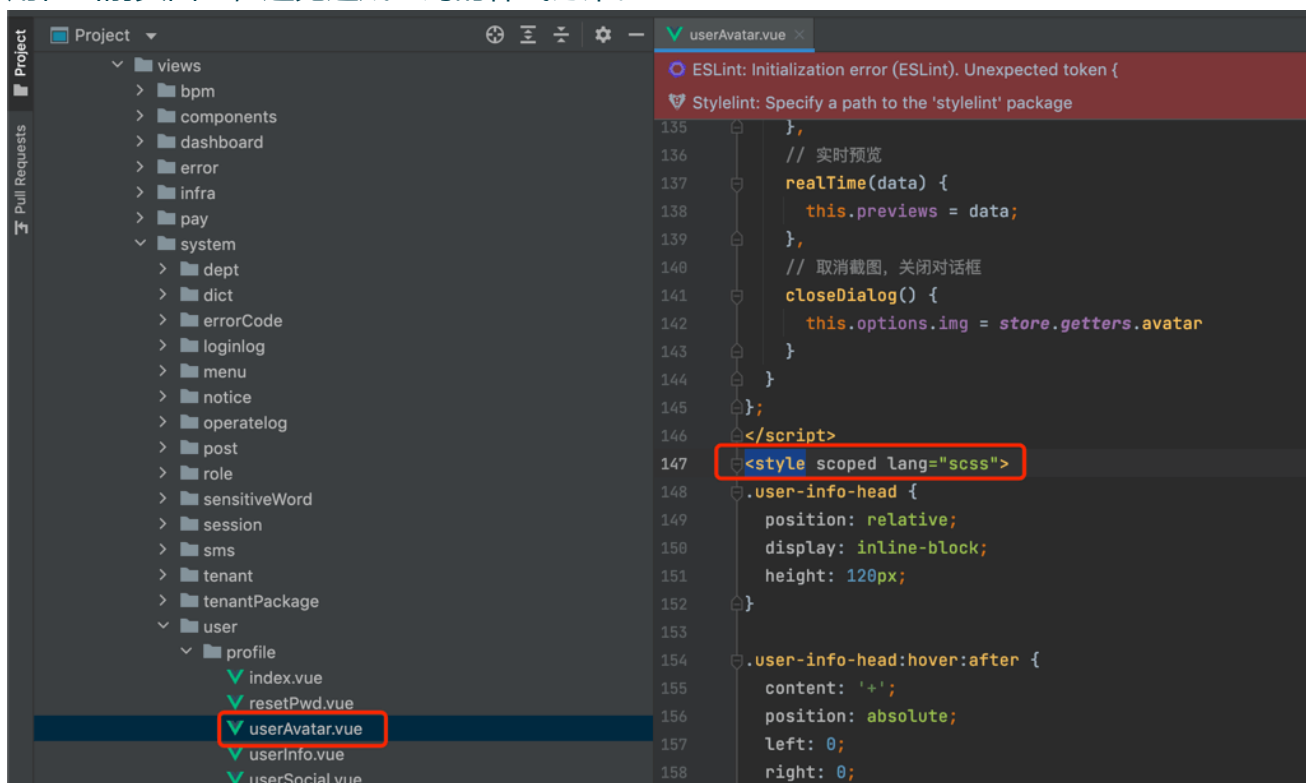 Project
Pull Requests
Project
views
bpm
components
dashboard
error
infra
pay
system
dept
dict
errorCode
loginlog
menu
notice
operatelog
post
role
sensitiveWord
session
sms
tenant
tenantPackage
user
profile
index.vue
resetPwd.vue
userAvatar.vue
userInfo.vue
userSocial.vue
userAvatar.vue
ESLint: Initialization error (ESLint). Unexpected token {
Stylelint: Specify a path to the 'stylelint' package
135 },
136 // 实时预览
137 realTime(data) {
138 this.previews = data;
139 },
140 // 取消截图，关闭对话框
141 closeDialog() {
142 this.options.img = store.getters.avatar
143 }
144 }
145 };
146 </script>
147 <style scoped lang="scss">
148 .user-info-head {
149 position: relative;
150 display: inline-block;
151 height: 120px;
152 }
153
154 .user-info-head:hover:after {
155 content: '+';
156 position: absolute;
157 left: 0;
158 right: 0;